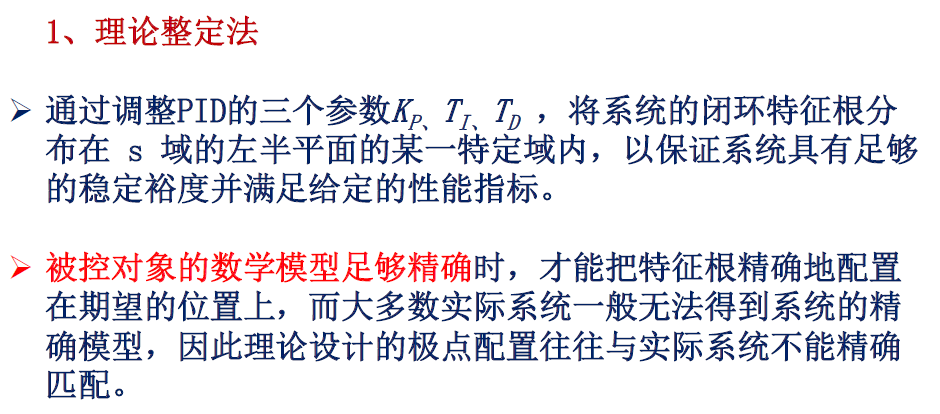 1、理论整定法
➢ 通过调整PID的三个参数K_P、T_I、T_D ，将系统的闭环特征根分
布在 s 域的左半平面的某一特定域内，以保证系统具有足够
的稳定裕度并满足给定的性能指标。
➢ 被控对象的数学模型足够精确时，才能把特征根精确地配置
在期望的位置上，而大多数实际系统一般无法得到系统的精
确模型，因此理论设计的极点配置往往与实际系统不能精确
匹配。